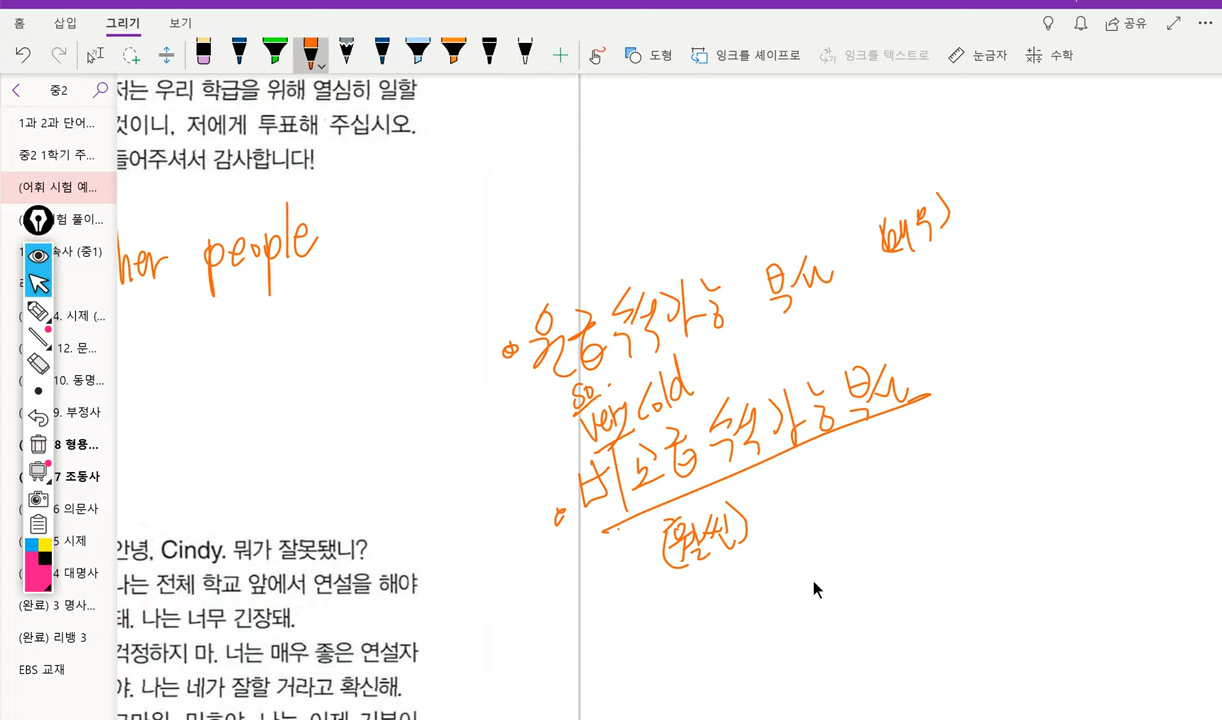 홈 삽입 그리기 보기
공유
도형 잉크를 셰이프로 잉크를 텍스트로 눈금자 수학
중2
1과 2과 단어...
중2 1학기 주...
(어휘 시험 예...
험 풀이...
속사 (중1)
4. 시제 (...
12. 문...
10. 동명...
9. 부정사
8 형용...
7 조동사
6 의문사
5 시제
4 대명사
(완료) 3 명사...
(완료) 리뱅 3
EBS 교재
저는 우리 학급을 위해 열심히 일할
것이니, 저에게 투표해 주십시오.
들어주셔서 감사합니다!
her people
(매우)
원급 수식가능 부사
so
very cold
비교급 수식가능부사
(훨씬)
안녕, Cindy. 뭐가 잘못됐니?
나는 전체 학교 앞에서 연설을 해야
돼. 나는 너무 긴장돼.
걱정하지 마. 너는 매우 좋은 연설자
야. 나는 네가 잘할 거라고 확신해.